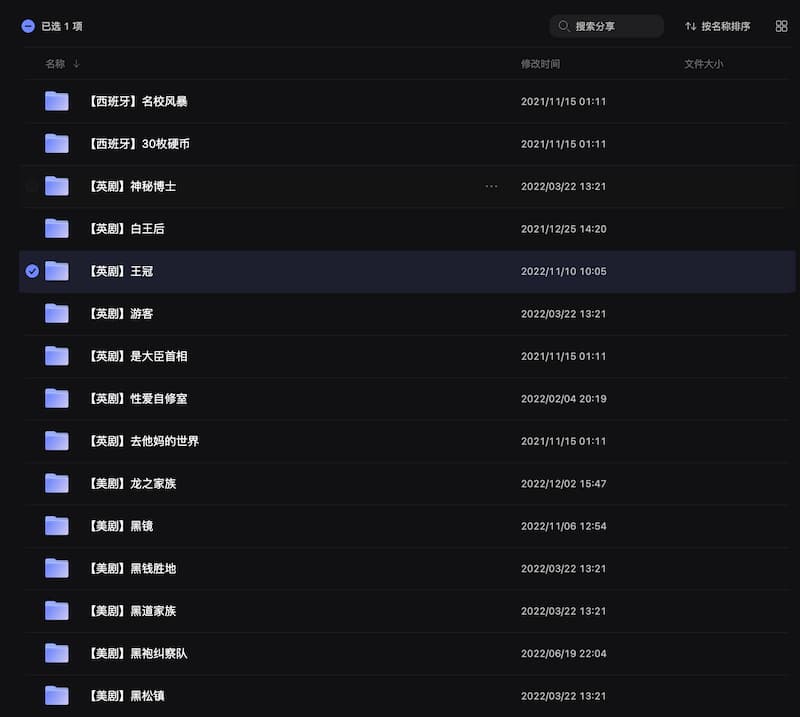 已选 1 项 搜索分享 按名称排序
名称 ↓ 修改时间 文件大小
【西班牙】名校风暴 2021/11/15 01:11
【西班牙】30枚硬币 2021/11/15 01:11
【英剧】神秘博士 ··· 2022/03/22 13:21
【英剧】白王后 2021/12/25 14:20
【英剧】王冠 2022/11/10 10:05
【英剧】游客 2022/03/22 13:21
【英剧】是大臣首相 2021/11/15 01:11
【英剧】性爱自修室 2022/02/04 20:19
【英剧】去他妈的世界 2021/11/15 01:11
【美剧】龙之家族 2022/12/02 15:47
【美剧】黑镜 2022/11/06 12:54
【美剧】黑钱胜地 2022/03/22 13:21
【美剧】黑道家族 2022/03/22 13:21
【美剧】黑袍纠察队 2022/06/19 22:04
【美剧】黑松镇 2022/03/22 13:21